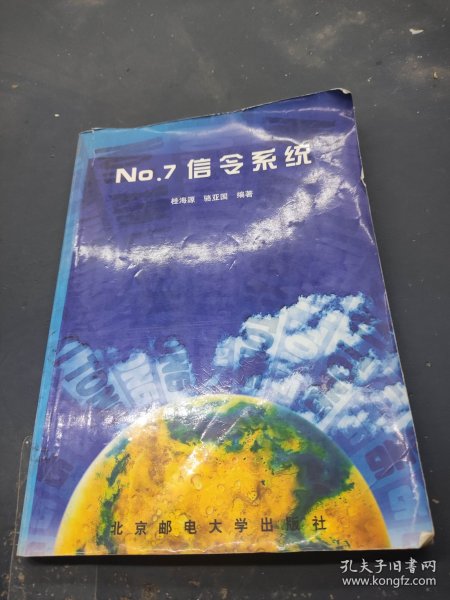 No.7 信令系统
桂海源 骆亚国 编著
北京邮电大学出版社
孔夫子旧书网
www.kongfz.com